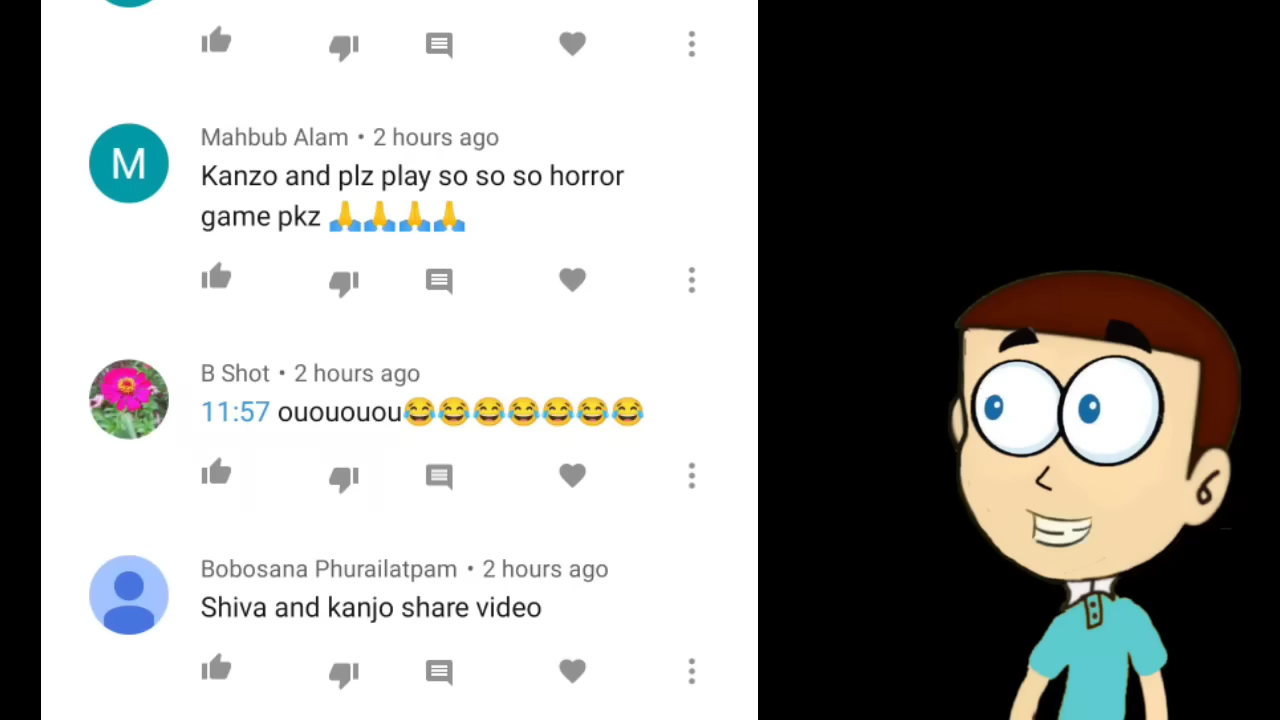 M
Mahbub Alam • 2 hours ago
Kanzo and plz play so so so horror
game pkz 🙏🙏🙏🙏
B Shot • 2 hours ago
11:57 ouououou😂😂😂😂😂😂😂
Bobosana Phurailatpam • 2 hours ago
Shiva and kanjo share video